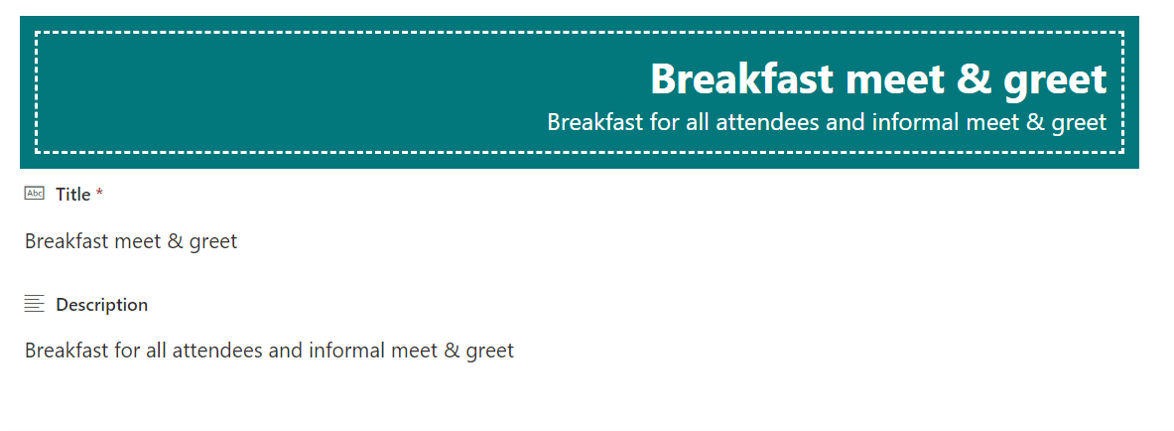 Breakfast meet & greet
Breakfast for all attendees and informal meet & greet
Abc Title *
Breakfast meet & greet
Description
Breakfast for all attendees and informal meet & greet